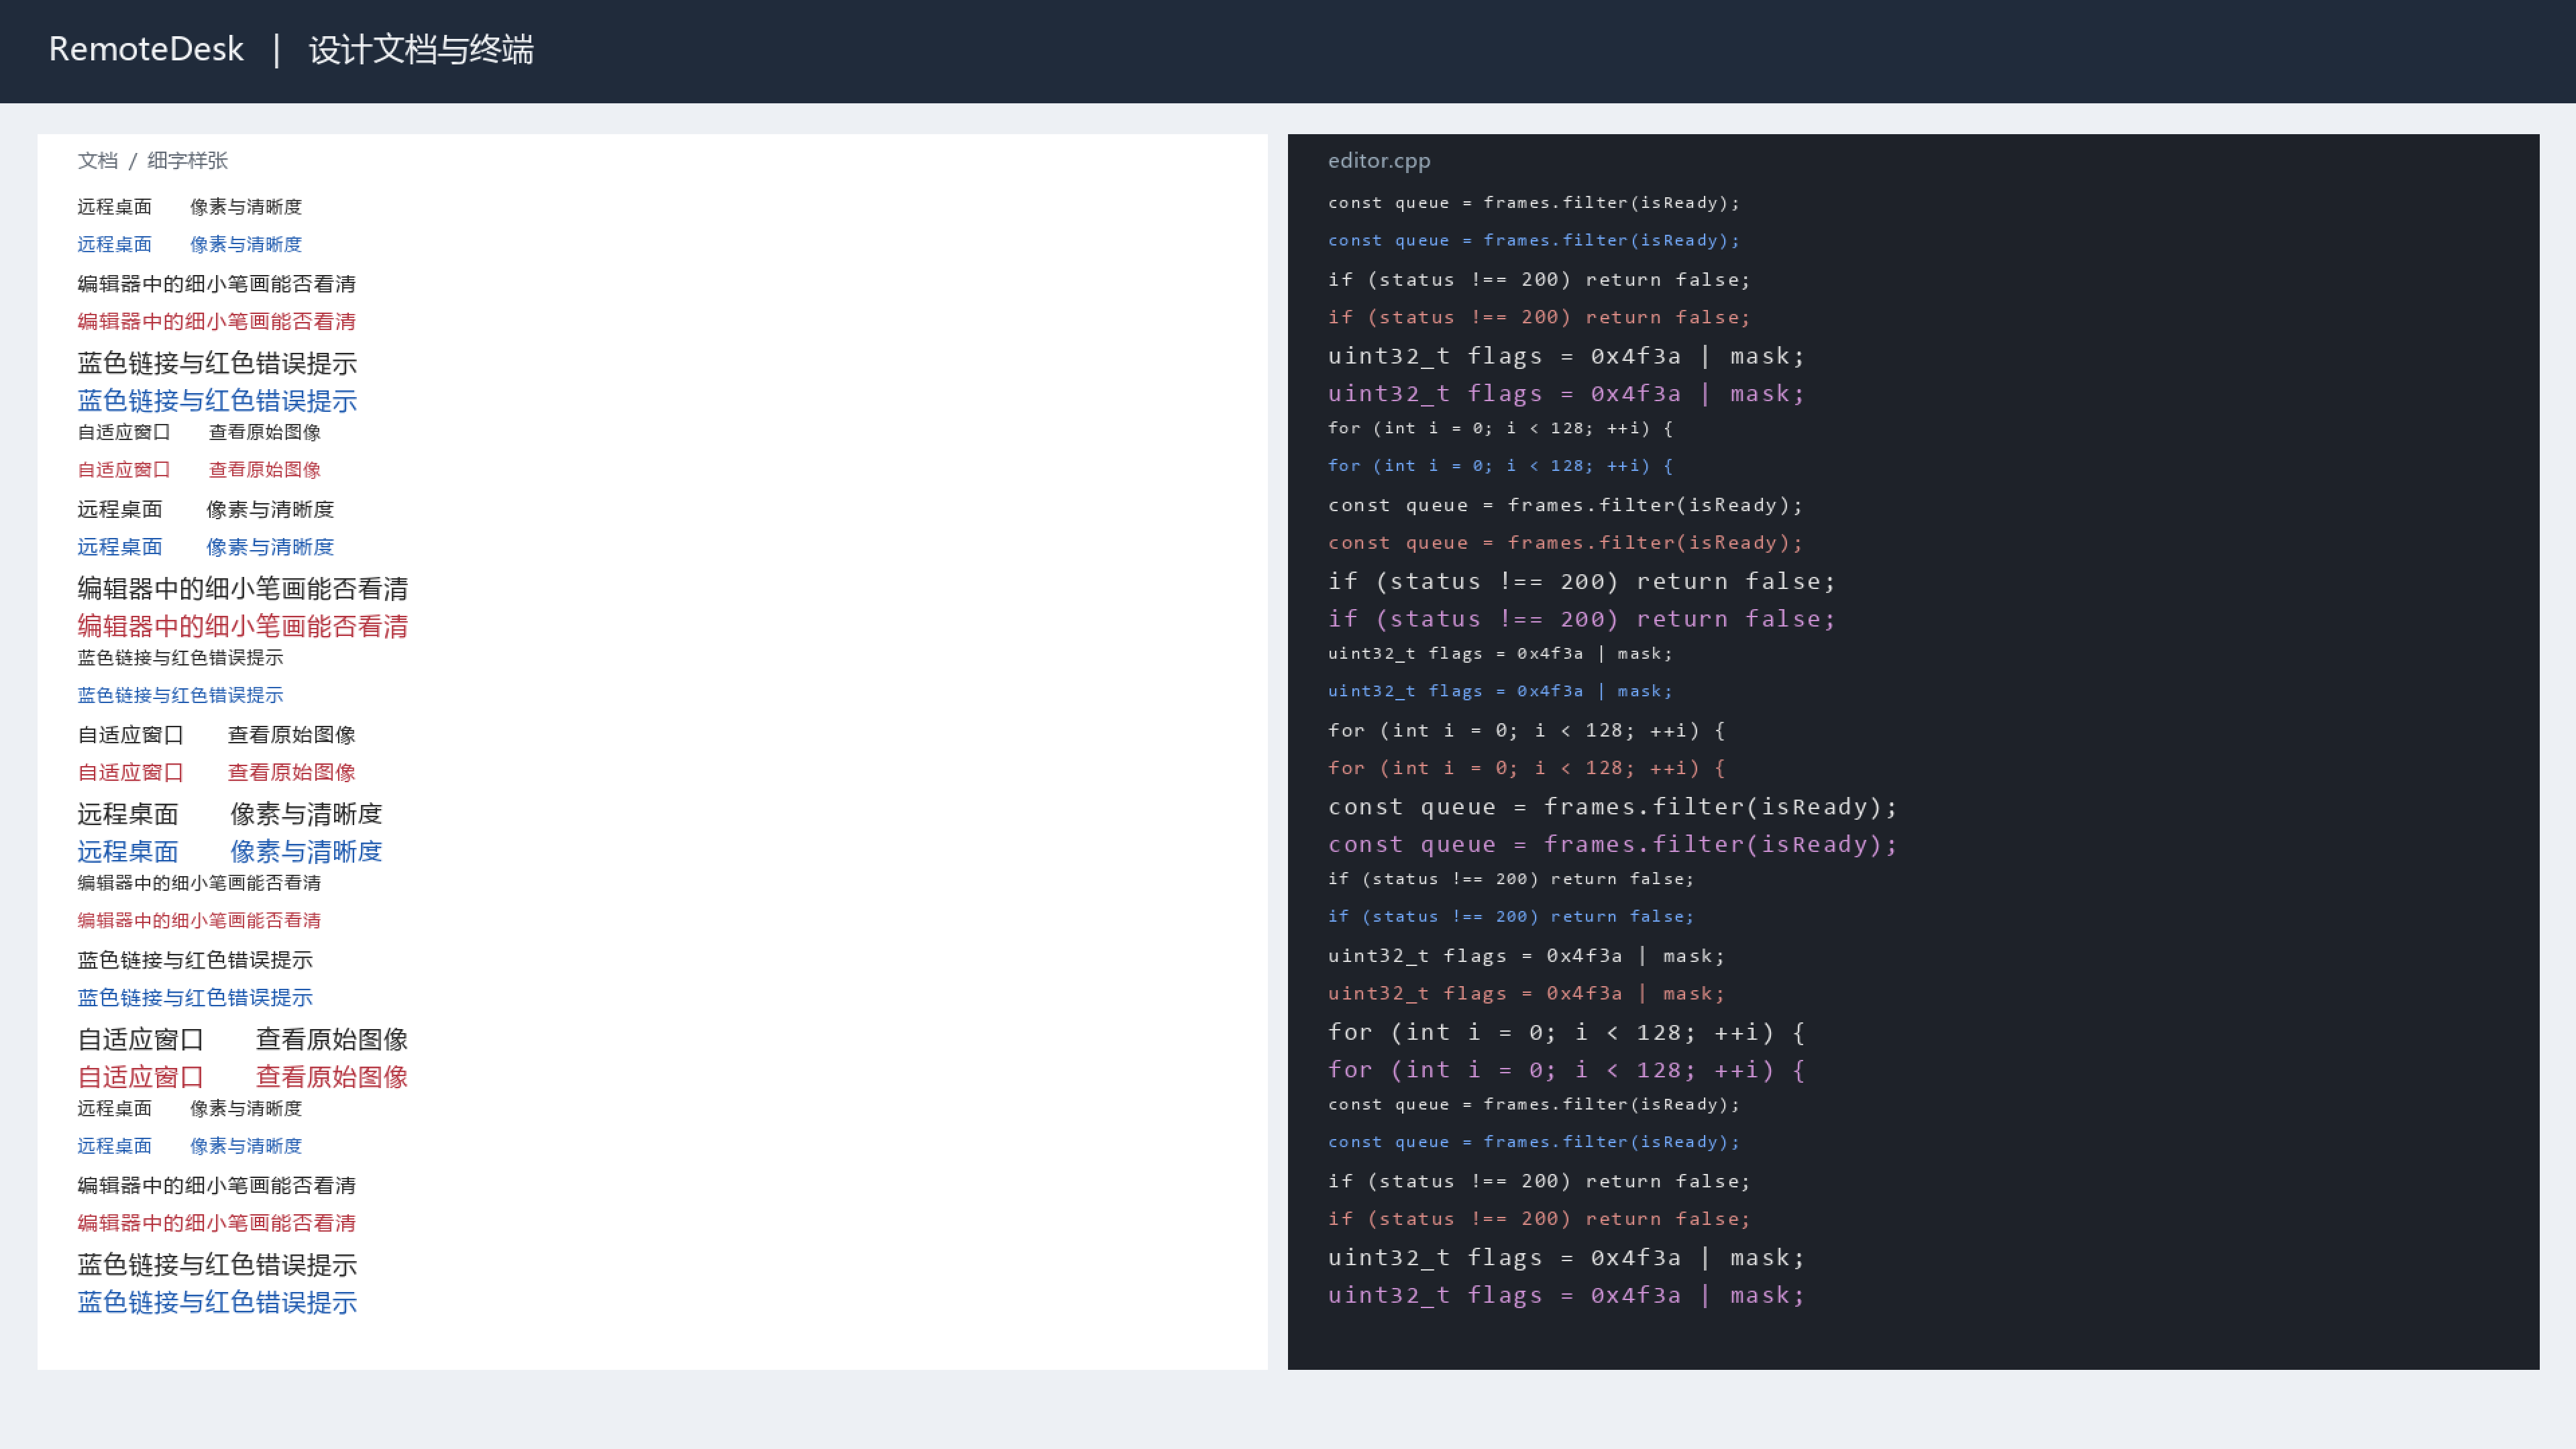 RemoteDesk | 设计文档与终端
文档 / 细字样张
远程桌面 像素与清晰度
远程桌面 像素与清晰度
编辑器中的细小笔画能否看清
编辑器中的细小笔画能否看清
蓝色链接与红色错误提示
蓝色链接与红色错误提示
自适应窗口 查看原始图像
自适应窗口 查看原始图像
远程桌面 像素与清晰度
远程桌面 像素与清晰度
编辑器中的细小笔画能否看清
编辑器中的细小笔画能否看清
蓝色链接与红色错误提示
蓝色链接与红色错误提示
自适应窗口 查看原始图像
自适应窗口 查看原始图像
远程桌面 像素与清晰度
远程桌面 像素与清晰度
编辑器中的细小笔画能否看清
编辑器中的细小笔画能否看清
蓝色链接与红色错误提示
蓝色链接与红色错误提示
自适应窗口 查看原始图像
自适应窗口 查看原始图像
远程桌面 像素与清晰度
远程桌面 像素与清晰度
编辑器中的细小笔画能否看清
编辑器中的细小笔画能否看清
蓝色链接与红色错误提示
蓝色链接与红色错误提示
editor.cpp
const queue = frames.filter(isReady);
const queue = frames.filter(isReady);
if (status !== 200) return false;
if (status !== 200) return false;
uint32_t flags = 0x4f3a | mask;
uint32_t flags = 0x4f3a | mask;
for (int i = 0; i < 128; ++i) {
for (int i = 0; i < 128; ++i) {
const queue = frames.filter(isReady);
const queue = frames.filter(isReady);
if (status !== 200) return false;
if (status !== 200) return false;
uint32_t flags = 0x4f3a | mask;
uint32_t flags = 0x4f3a | mask;
for (int i = 0; i < 128; ++i) {
for (int i = 0; i < 128; ++i) {
const queue = frames.filter(isReady);
const queue = frames.filter(isReady);
if (status !== 200) return false;
if (status !== 200) return false;
uint32_t flags = 0x4f3a | mask;
uint32_t flags = 0x4f3a | mask;
for (int i = 0; i < 128; ++i) {
for (int i = 0; i < 128; ++i) {
const queue = frames.filter(isReady);
const queue = frames.filter(isReady);
if (status !== 200) return false;
if (status !== 200) return false;
uint32_t flags = 0x4f3a | mask;
uint32_t flags = 0x4f3a | mask;